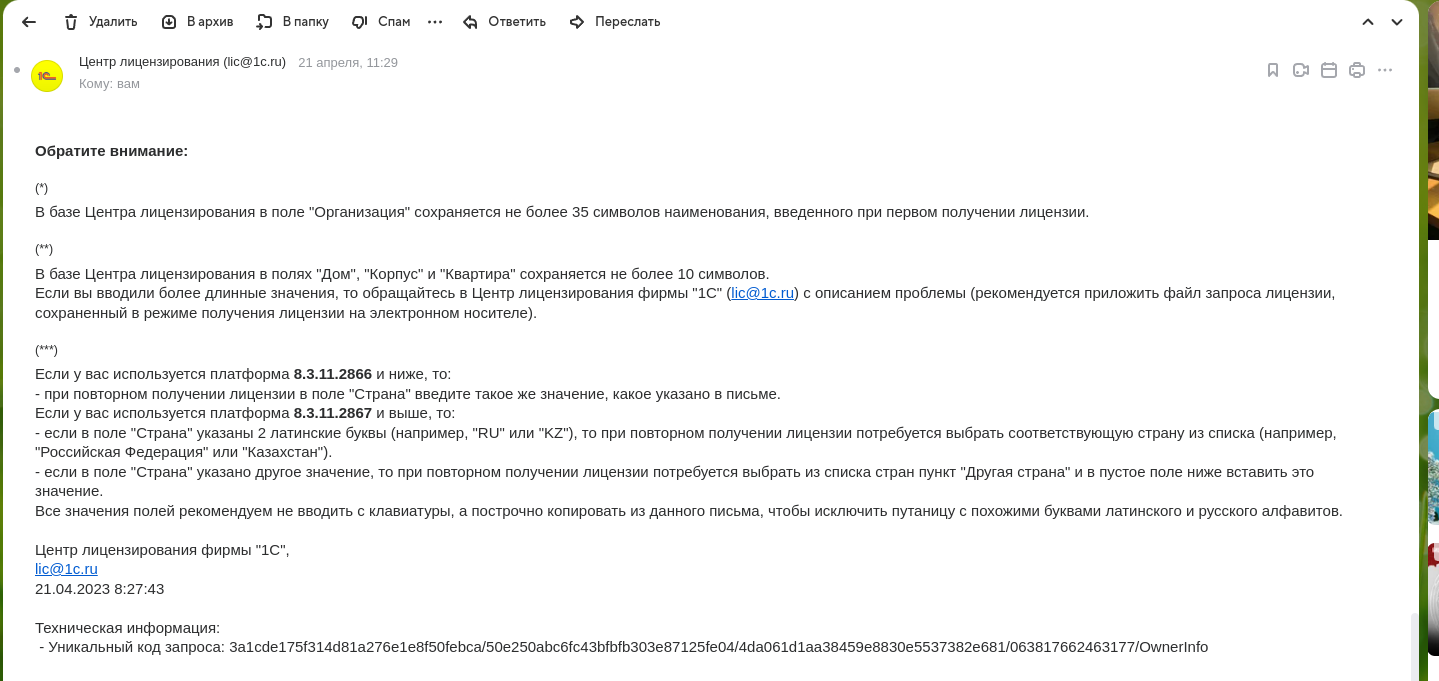 Удалить В архив В папку Спам Ответить Переслать
Центр лицензирования (lic@1c.ru) 21 апреля, 11:29
1С
Кому: вам
Обратите внимание:
(*)
В базе Центра лицензирования в поле "Организация" сохраняется не более 35 символов наименования, введенного при первом получении лицензии.
(**)
В базе Центра лицензирования в полях "Дом", "Корпус" и "Квартира" сохраняется не более 10 символов.
Если вы вводили более длинные значения, то обращайтесь в Центр лицензирования фирмы "1С" (lic@1c.ru) с описанием проблемы (рекомендуется приложить файл запроса лицензии,
сохраненный в режиме получения лицензии на электронном носителе).
(***)
Если у вас используется платформа 8.3.11.2866 и ниже, то:
- при повторном получении лицензии в поле "Страна" введите такое же значение, какое указано в письме.
Если у вас используется платформа 8.3.11.2867 и выше, то:
- если в поле "Страна" указаны 2 латинские буквы (например, "RU" или "KZ"), то при повторном получении лицензии потребуется выбрать соответствующую страну из списка (например,
"Российская Федерация" или "Казахстан").
- если в поле "Страна" указано другое значение, то при повторном получении лицензии потребуется выбрать из списка стран пункт "Другая страна" и в пустое поле ниже вставить это
значение.
Все значения полей рекомендуем не вводить с клавиатуры, а построчно копировать из данного письма, чтобы исключить путаницу с похожими буквами латинского и русского алфавитов.
Центр лицензирования фирмы "1С",
lic@1c.ru
21.04.2023 8:27:43
Техническая информация:
- Уникальный код запроса: 3a1cde175f314d81a276e1e8f50febca/50e250abc6fc43bfbfb303e87125fe04/4da061d1aa38459e8830e5537382e681/063817662463177/OwnerInfo